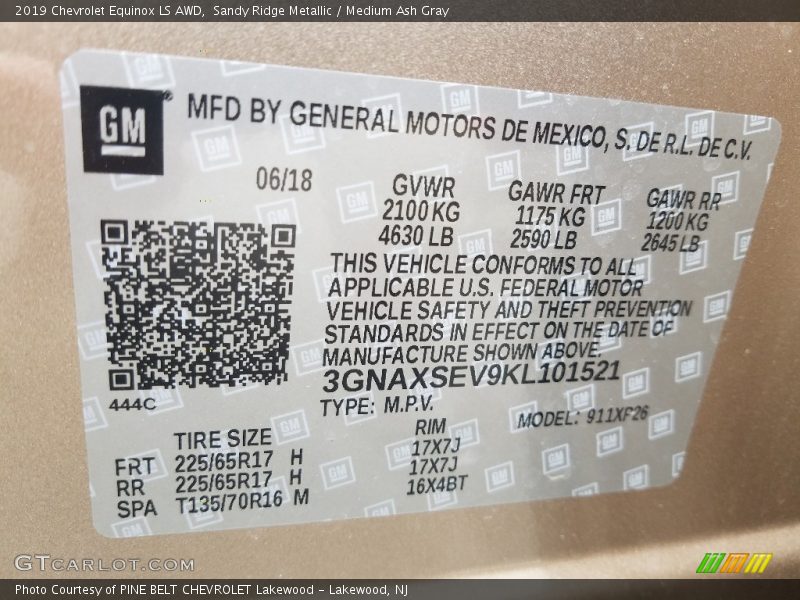 2019 Chevrolet Equinox LS AWD,  Sandy Ridge Metallic / Medium Ash Gray
GM
MFD BY GENERAL MOTORS DE MEXICO, S. DE R.L. DE C.V.
06/18
GVWR GAWR FRT GAWR RR
2100 KG 1175 KG 1200 KG
4630 LB 2590 LB 2645 LB
THIS VEHICLE CONFORMS TO ALL
APPLICABLE U.S. FEDERAL MOTOR
VEHICLE SAFETY AND THEFT PREVENTION
STANDARDS IN EFFECT ON THE DATE OF
MANUFACTURE SHOWN ABOVE.
3GNAXSEV9KL101521
444C
TYPE: M.P.V. MODEL: 911XF26
TIRE SIZE RIM
FRT 225/65R17 H 17X7J
RR 225/65R17 H 17X7J
SPA T135/70R16 M 16X4BT
GTCARLOT.COM
Photo Courtesy of PINE BELT CHEVROLET Lakewood - Lakewood, NJ